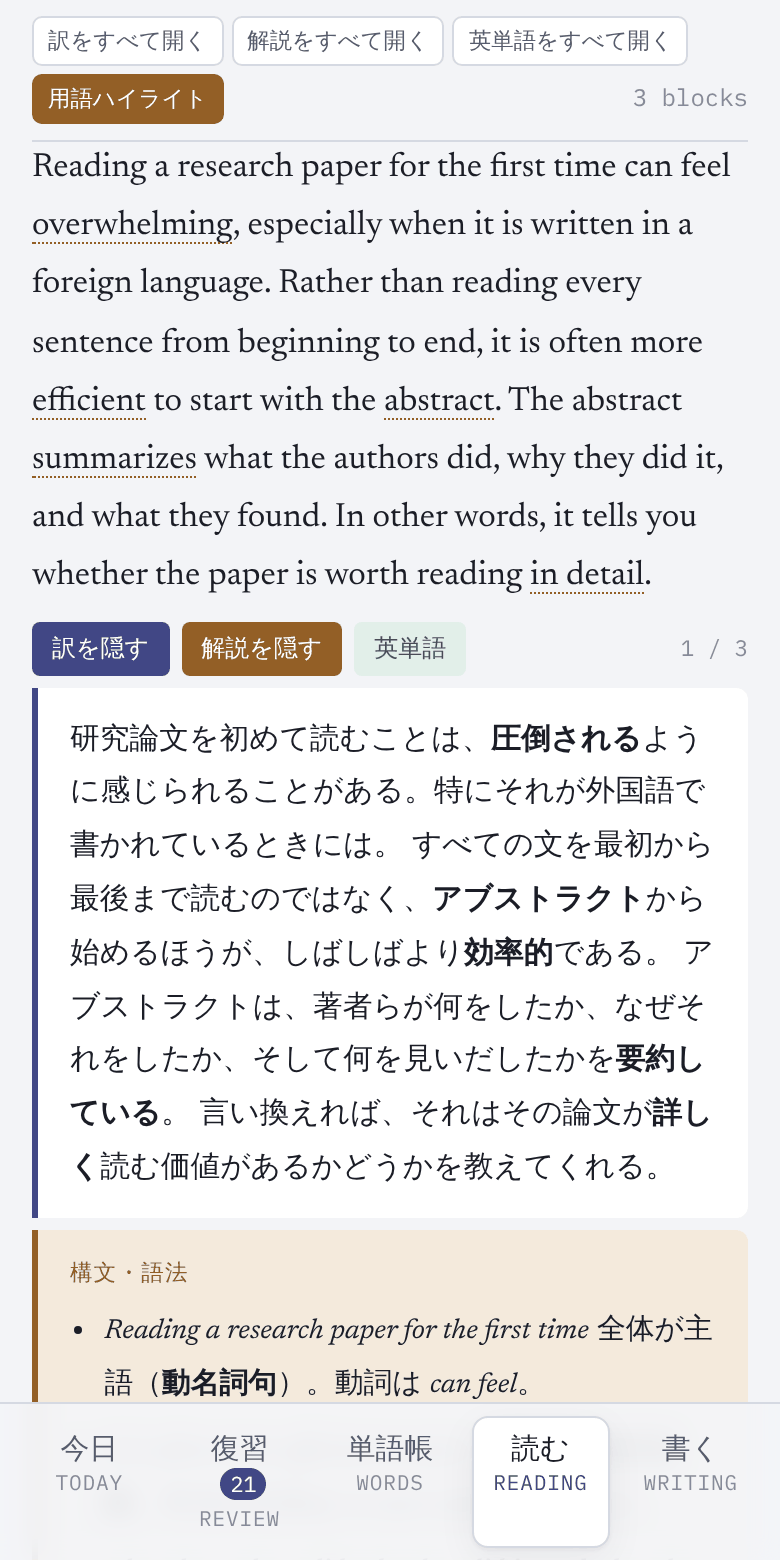 訳をすべて開く 解説をすべて開く 英単語をすべて開く
用語ハイライト 3 blocks
Reading a research paper for the first time can feel
overwhelming, especially when it is written in a
foreign language. Rather than reading every
sentence from beginning to end, it is often more
efficient to start with the abstract. The abstract
summarizes what the authors did, why they did it,
and what they found. In other words, it tells you
whether the paper is worth reading in detail.
訳を隠す 解説を隠す 英単語 1 / 3
研究論文を初めて読むことは、圧倒されるよう
に感じられることがある。特にそれが外国語で
書かれているときには。 すべての文を最初から
最後まで読むのではなく、アブストラクトから
始めるほうが、しばしばより効率的である。 ア
ブストラクトは、著者らが何をしたか、なぜそ
れをしたか、そして何を見いだしたかを要約し
ている。 言い換えれば、それはその論文が詳し
く読む価値があるかどうかを教えてくれる。
構文・語法
• Reading a research paper for the first time 全体が主
語（動名詞句）。動詞は can feel。
今日 復習 単語帳 読む 書く
TODAY 21 WORDS READING WRITING
REVIEW